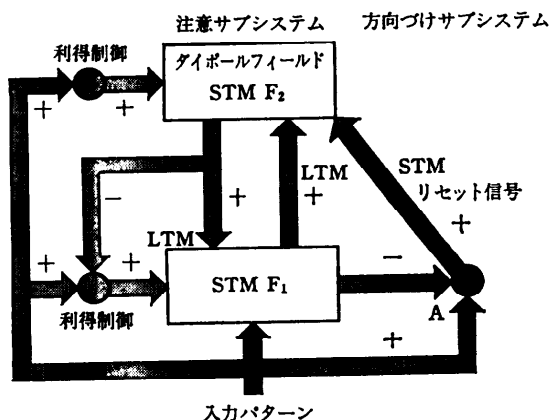 注意サブシステム
方向づけサブシステム
利得制御
ダイポールフィールド
STM F₂
+
+
LTM
+
STM
リセット信号
+
−
+
LTM
+
+
STM F₁
−
A
利得制御
+
入力パターン